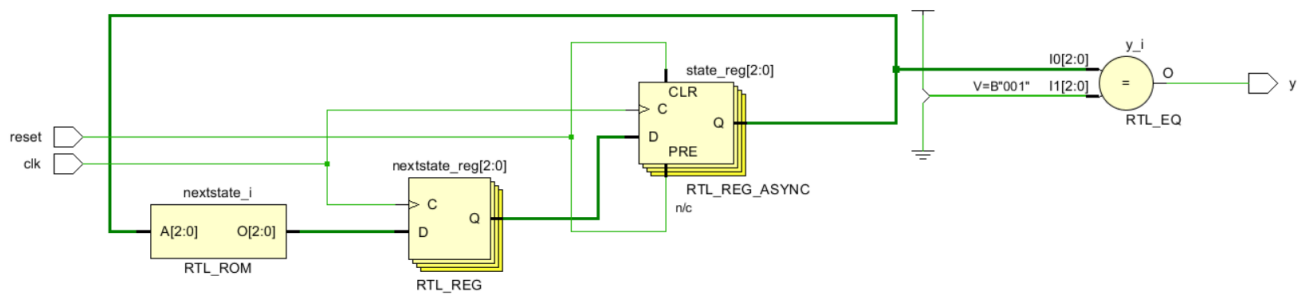 y_i
I0[2:0]
O
state_reg[2:0]
V=B"001"
I1[2:0]
=
y
CLR
C
RTL_EQ
reset
D
Q
clk
PRE
nextstate_reg[2:0]
RTL_REG_ASYNC
nextstate_i
C
n/c
Q
A[2:0]
O[2:0]
D
RTL_ROM
RTL_REG